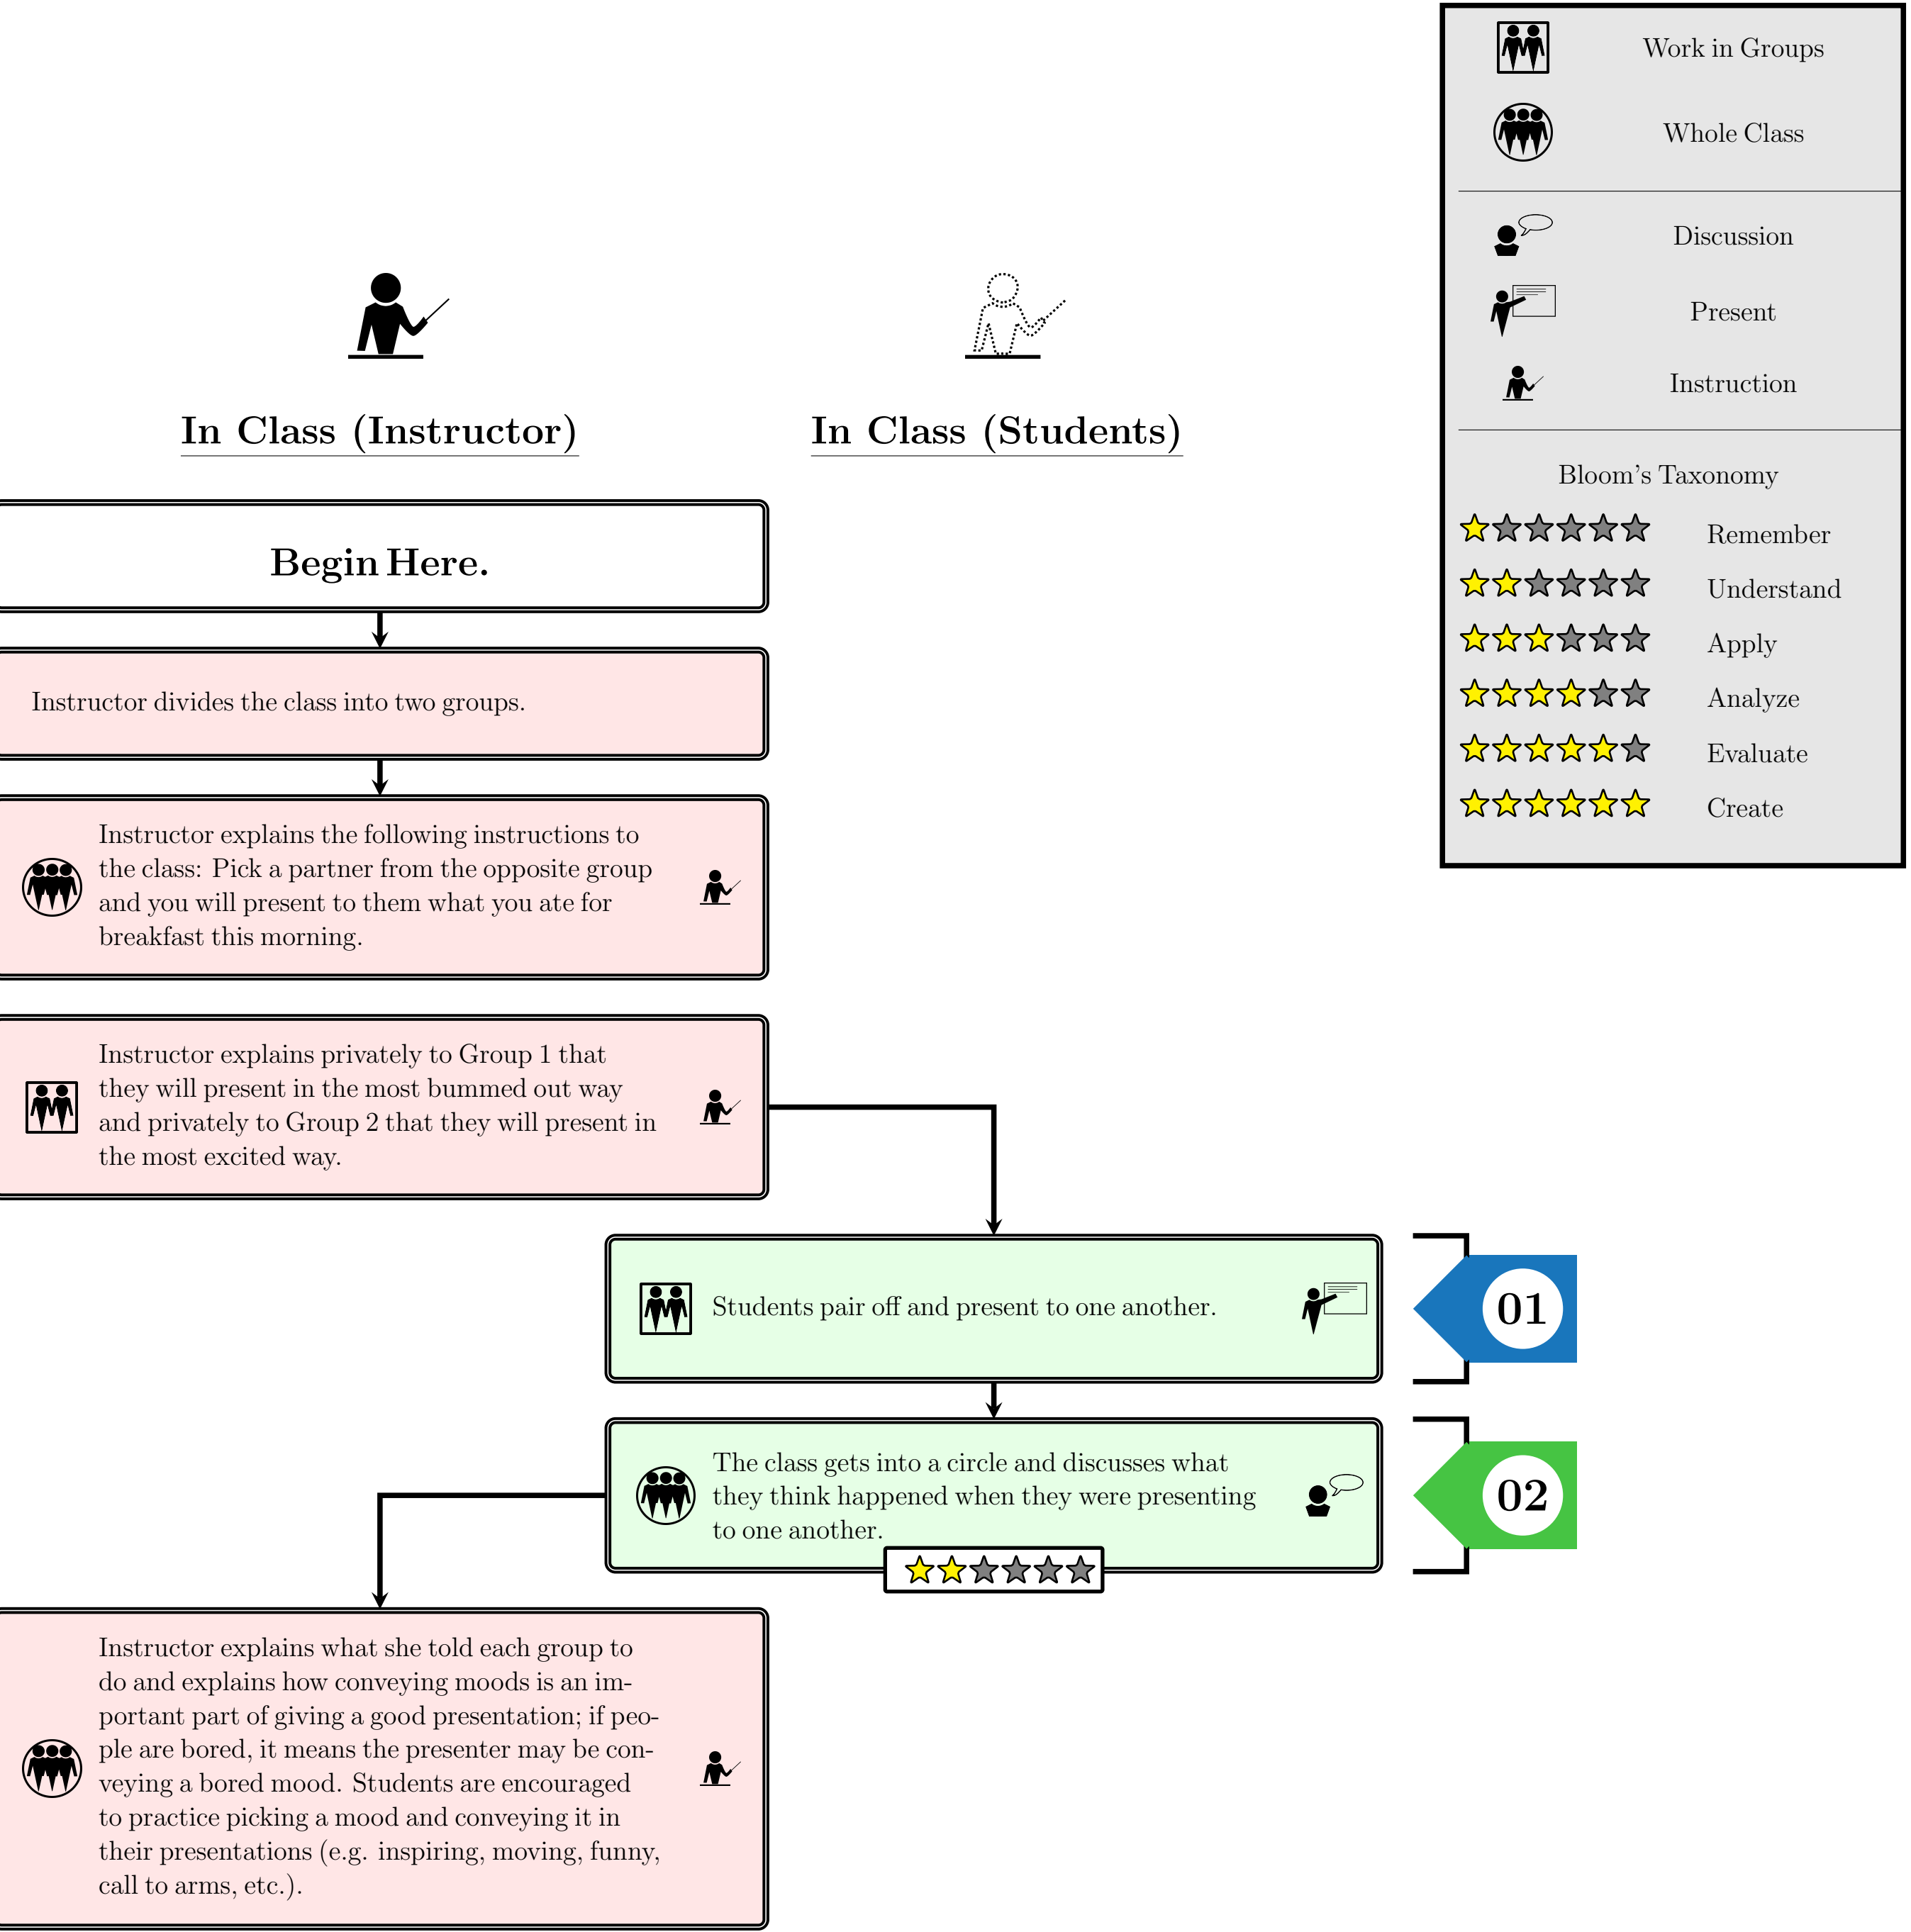 Work in Groups
Whole Class
Discussion
Present
Instruction
Bloom's Taxonomy
Remember
Understand
Apply
Analyze
Evaluate
Create
In Class (Instructor)
In Class (Students)
Begin Here.
Instructor divides the class into two groups.
Instructor explains the following instructions to
the class: Pick a partner from the opposite group
and you will present to them what you ate for
breakfast this morning.
Instructor explains privately to Group 1 that
they will present in the most bummed out way
and privately to Group 2 that they will present in
the most excited way.
Students pair off and present to one another.
01
The class gets into a circle and discusses what
they think happened when they were presenting
to one another.
02
Instructor explains what she told each group to
do and explains how conveying moods is an im-
portant part of giving a good presentation; if peo-
ple are bored, it means the presenter may be con-
veying a bored mood. Students are encouraged
to practice picking a mood and conveying it in
their presentations (e.g. inspiring, moving, funny,
call to arms, etc.).